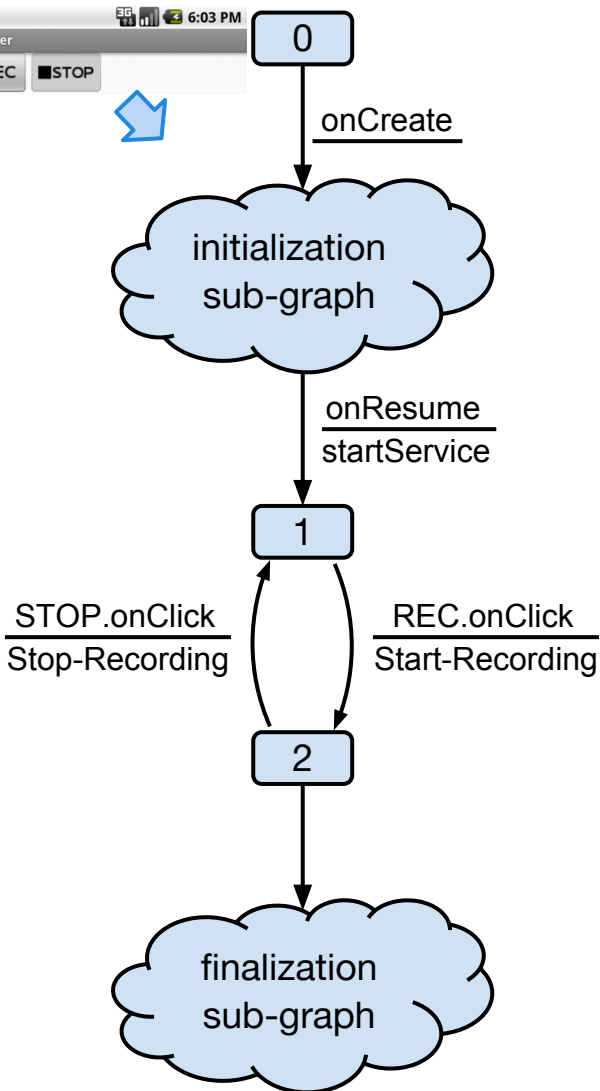 3G 6:03 PM
er
EC ■STOP
0
onCreate
initialization
sub-graph
onResume
startService
1
STOP.onClick
Stop-Recording
REC.onClick
Start-Recording
2
finalization
sub-graph